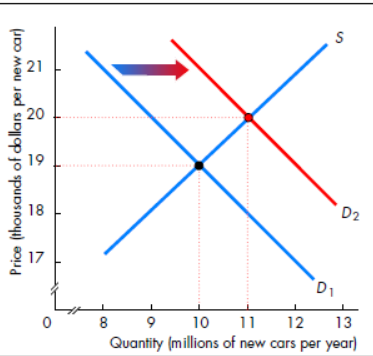 Price (thousands of dollars per new car)
S
21
20
19
18
17
D2
D1
0 8 9 10 11 12 13
Quantity (millions of new cars per year)